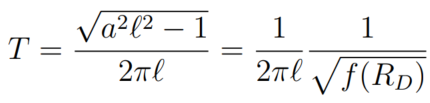 T = \frac{\sqrt{a^2 \ell^2 - 1}}{2\pi\ell} = \frac{1}{2\pi\ell} \frac{1}{\sqrt{f(R_D)}}